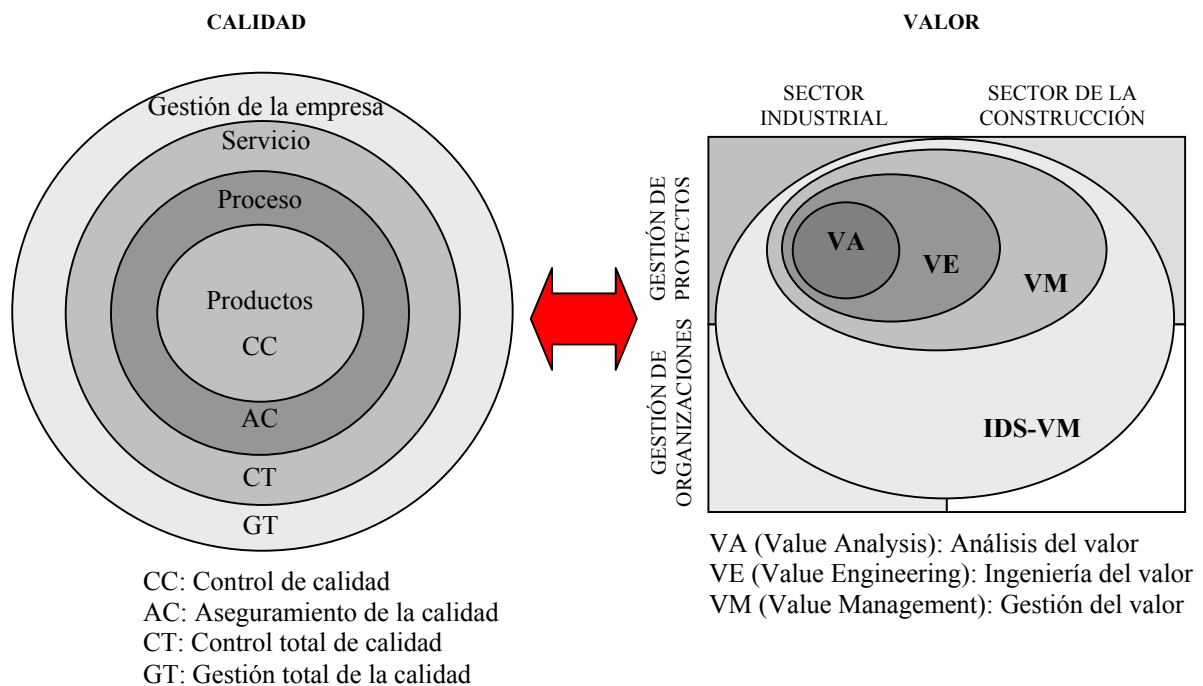 CALIDAD
Gestión de la empresa
Servicio
Proceso
Productos
CC
AC
CT
GT
CC: Control de calidad
AC: Aseguramiento de la calidad
CT: Control total de calidad
GT: Gestión total de la calidad
VALOR
SECTOR
INDUSTRIAL
SECTOR DE LA
CONSTRUCCIÓN
GESTIÓN DE
PROYECTOS
GESTIÓN DE
ORGANIZACIONES
VA
VE
VM
IDS-VM
VA (Value Analysis): Análisis del valor
VE (Value Engineering): Ingeniería del valor
VM (Value Management): Gestión del valor